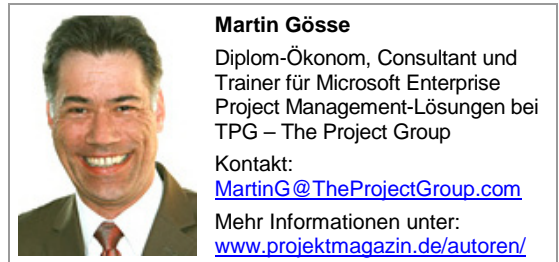 Martin Gösse
Diplom-Ökonom, Consultant und
Trainer für Microsoft Enterprise
Project Management-Lösungen bei
TPG – The Project Group
Kontakt:
MartinG@TheProjectGroup.com
Mehr Informationen unter:
www.projektmagazin.de/autoren/